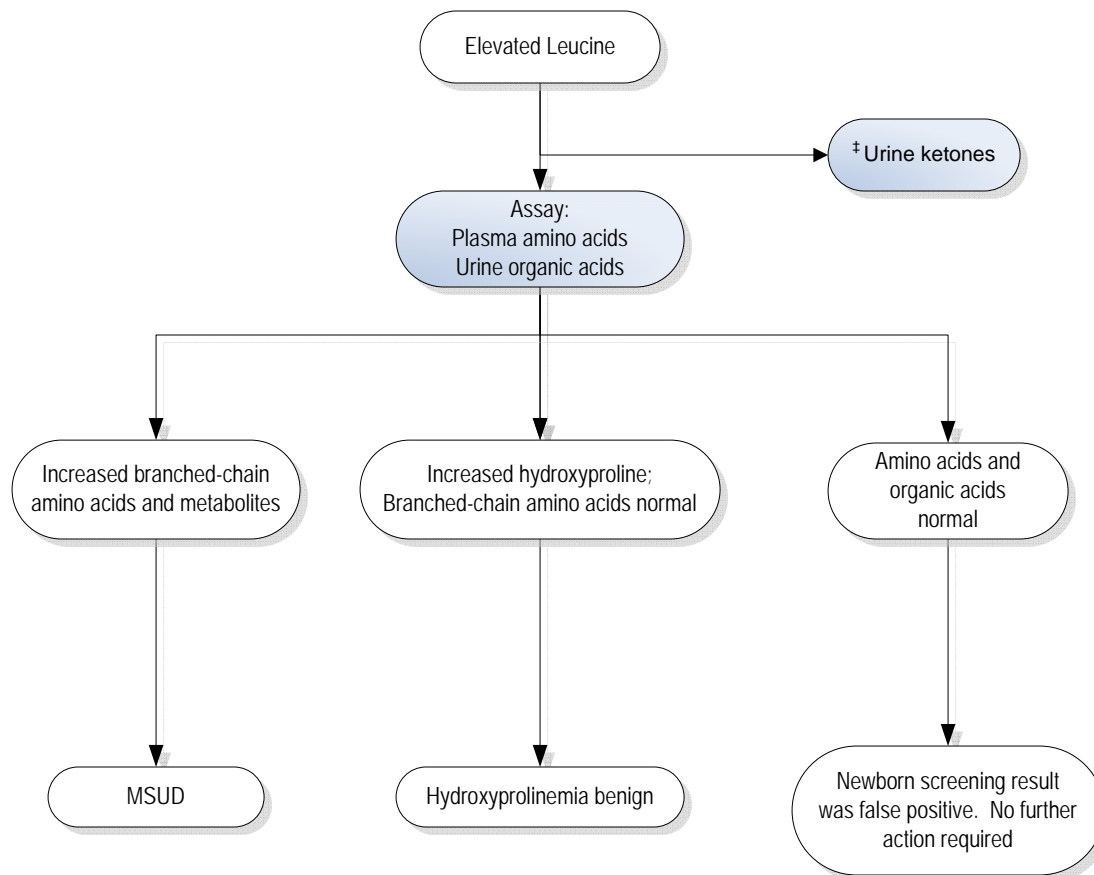 Elevated Leucine
‡ Urine ketones
Assay:
Plasma amino acids
Urine organic acids
Increased branched-chain
amino acids and metabolites
Increased hydroxyproline;
Branched-chain amino acids normal
Amino acids and
organic acids
normal
MSUD
Hydroxyprolinemia benign
Newborn screening result
was false positive.  No further
action required